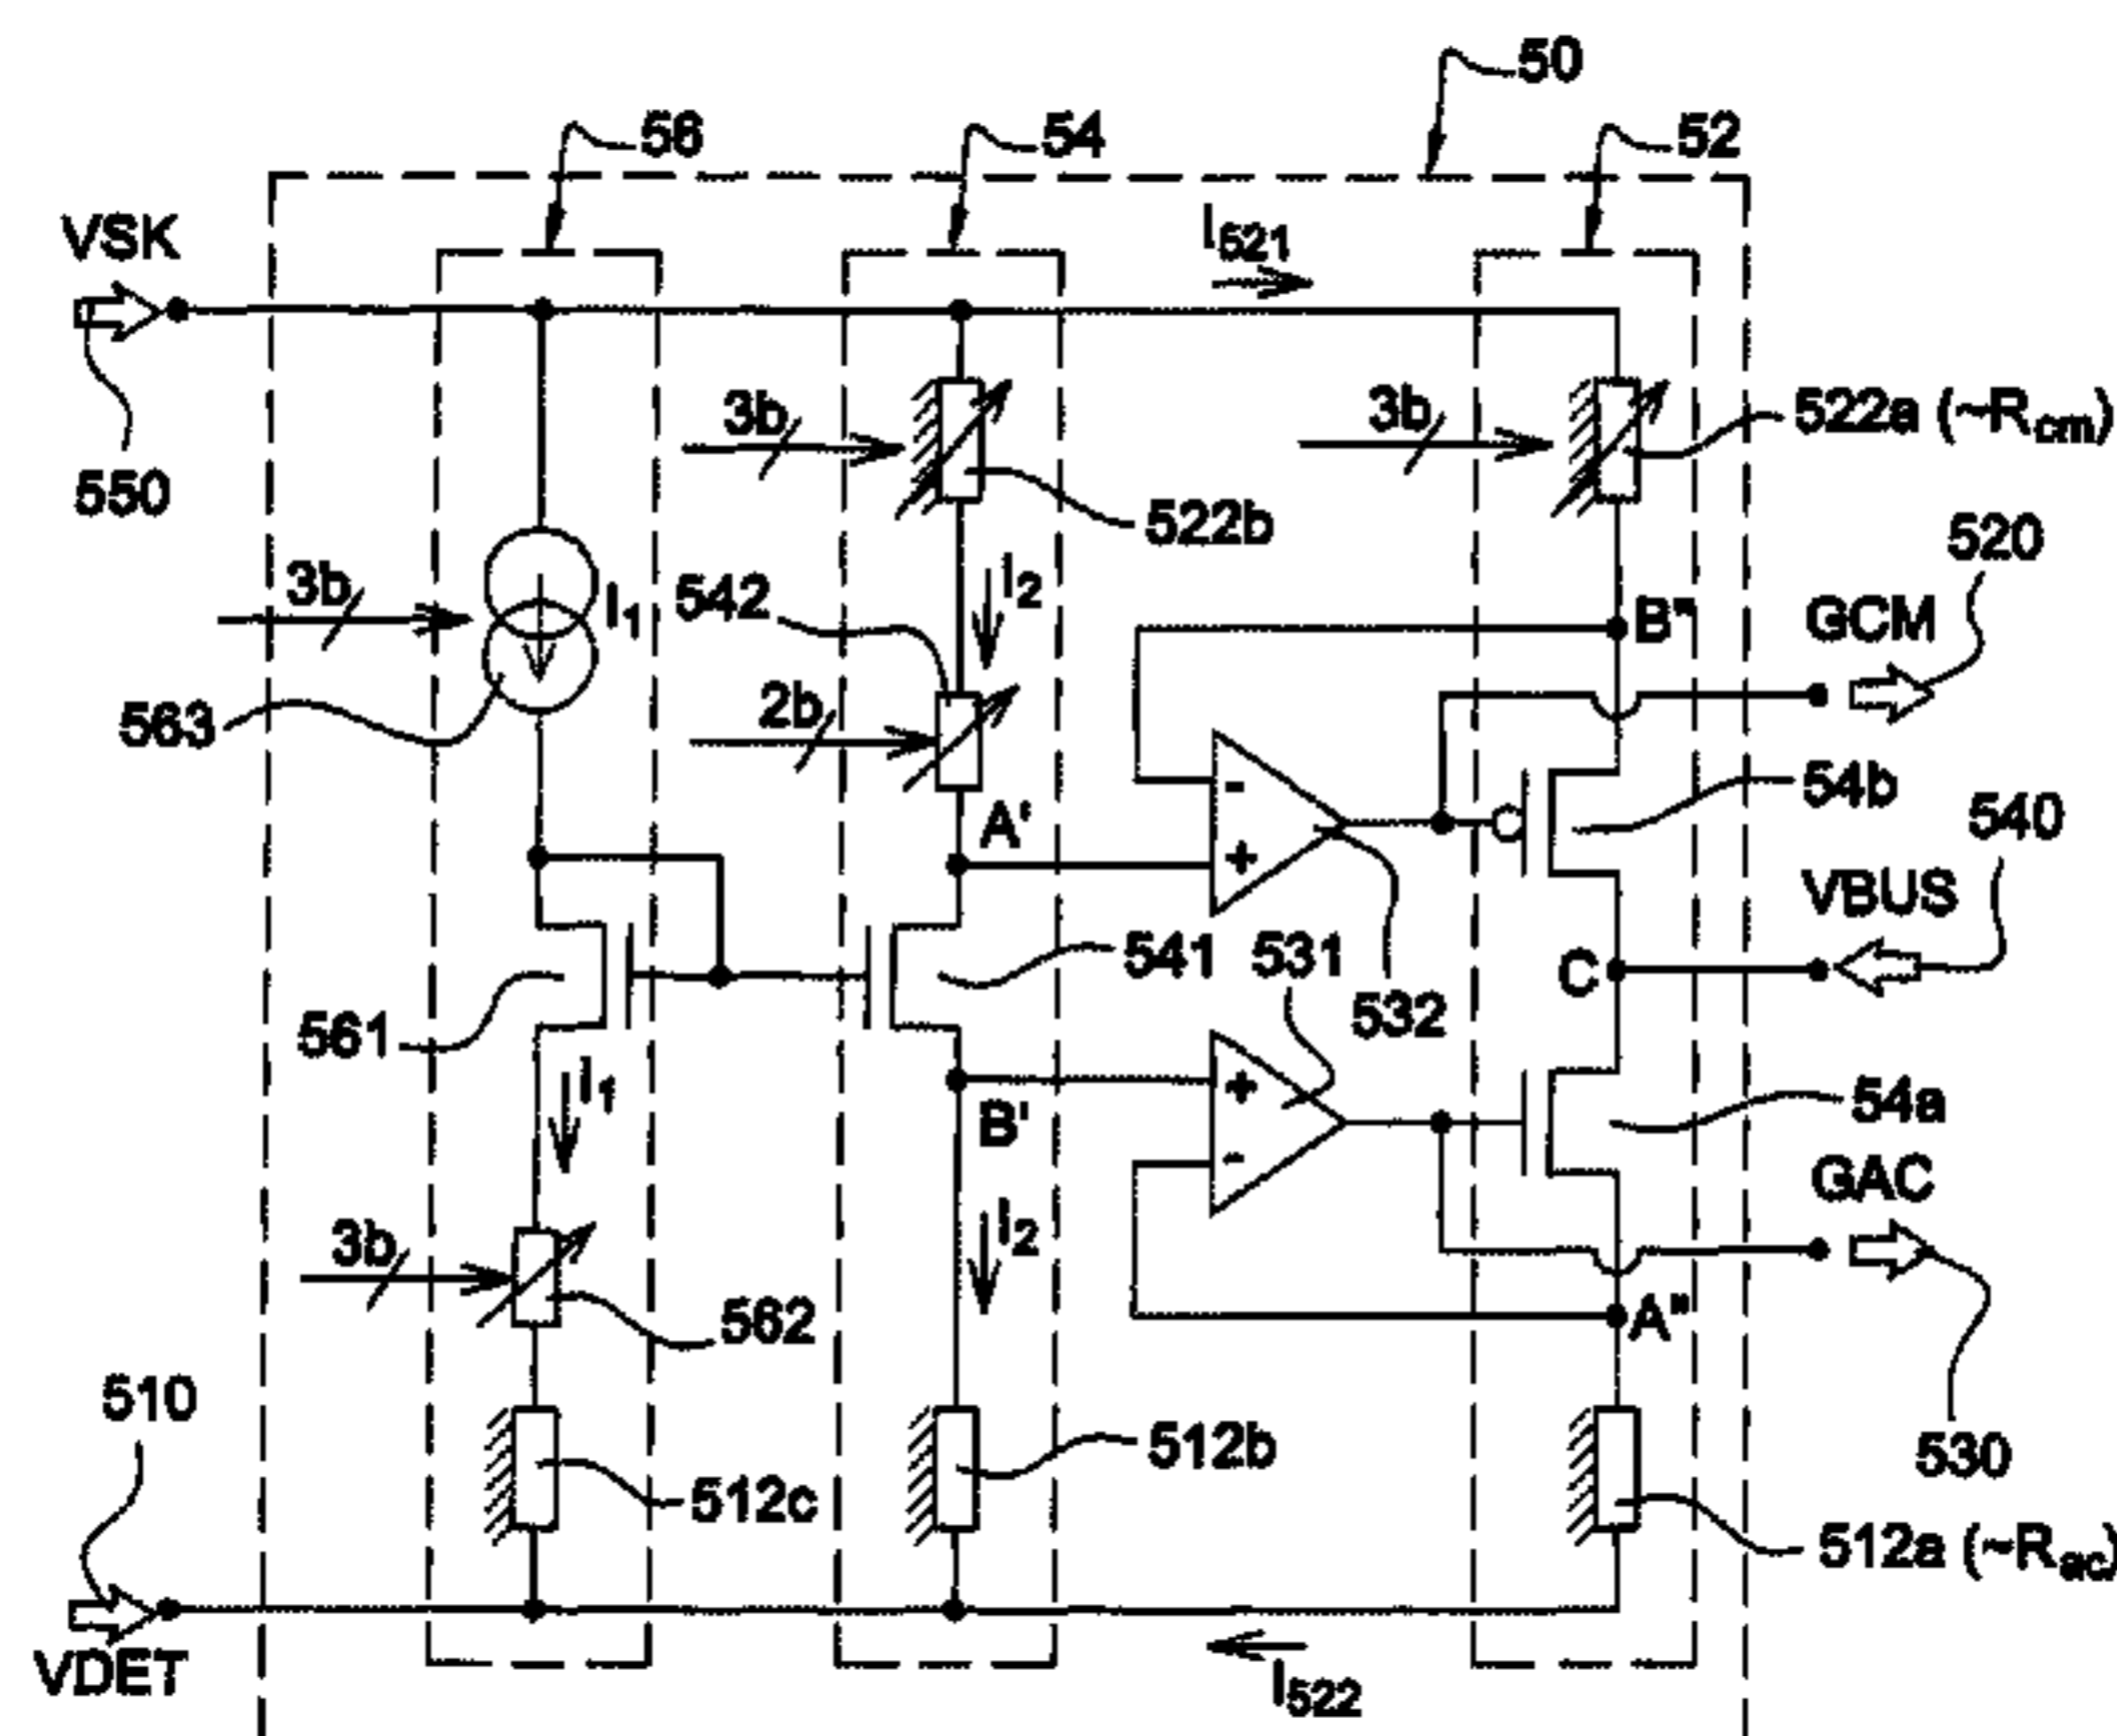 50
56
54
52
VSK
I521
550
3b
3b
522a (~Rcm)
522b
520
3b
I1
542
I2
B"
GCM
563
2b
A'
54b
540
VBUS
C
561
541
531
532
I1
B'
54a
GAC
3b
I2
562
A"
510
512b
530
512c
512a (~Rac)
VDET
I522